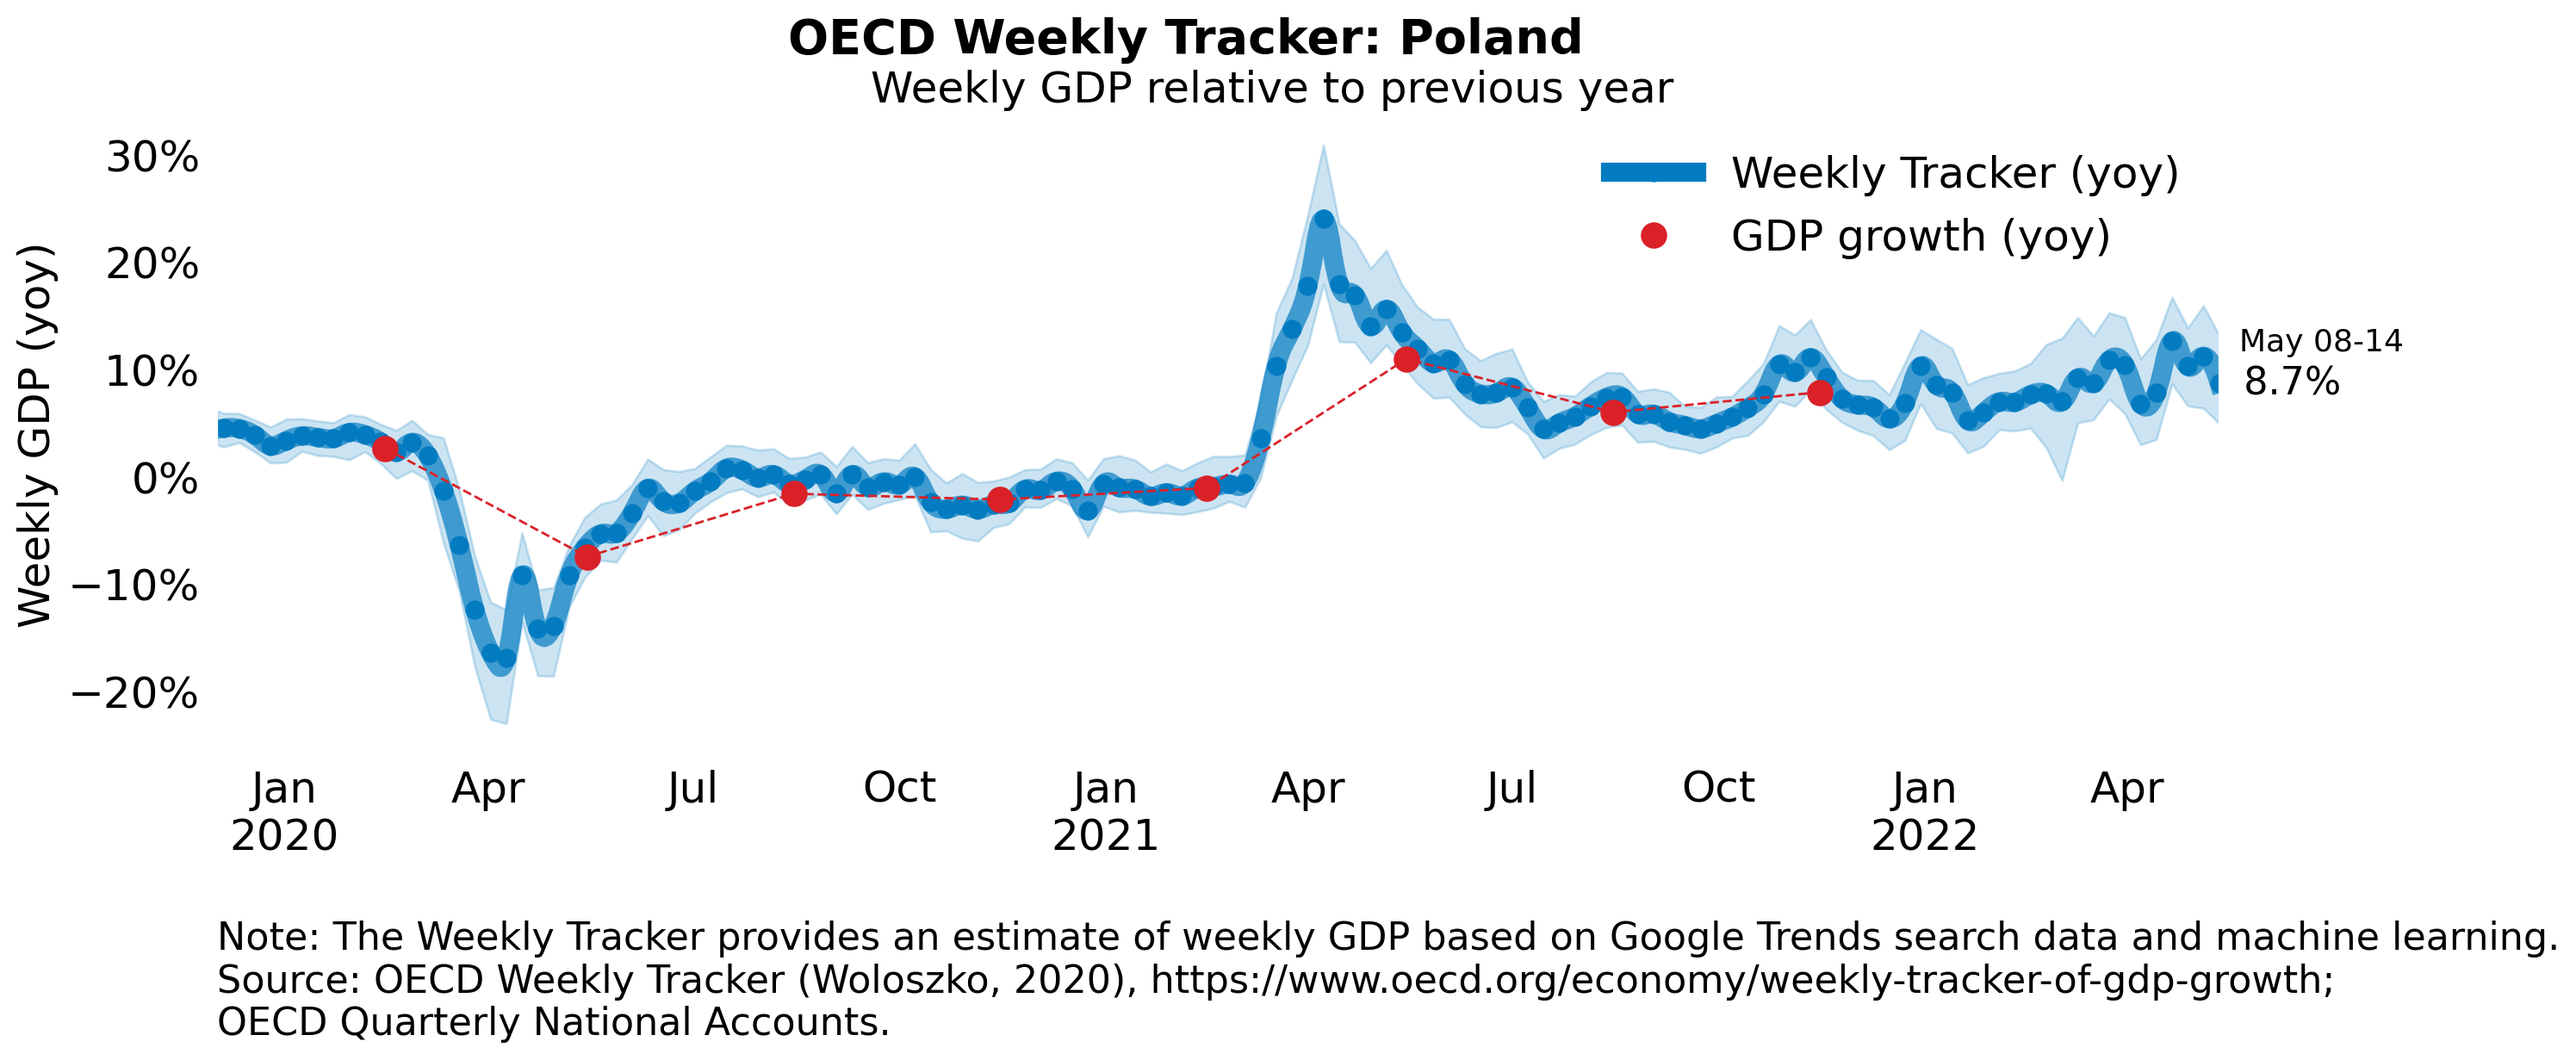 OECD Weekly Tracker: Poland
Weekly GDP relative to previous year
Weekly GDP (yoy)
30%
20%
10%
0%
−10%
−20%
Weekly Tracker (yoy)
GDP growth (yoy)
May 08-14
8.7%
Jan Apr Jul Oct Jan Apr Jul Oct Jan Apr
2020 2021 2022
Note: The Weekly Tracker provides an estimate of weekly GDP based on Google Trends search data and machine learning.
Source: OECD Weekly Tracker (Woloszko, 2020), https://www.oecd.org/economy/weekly-tracker-of-gdp-growth;
OECD Quarterly National Accounts.